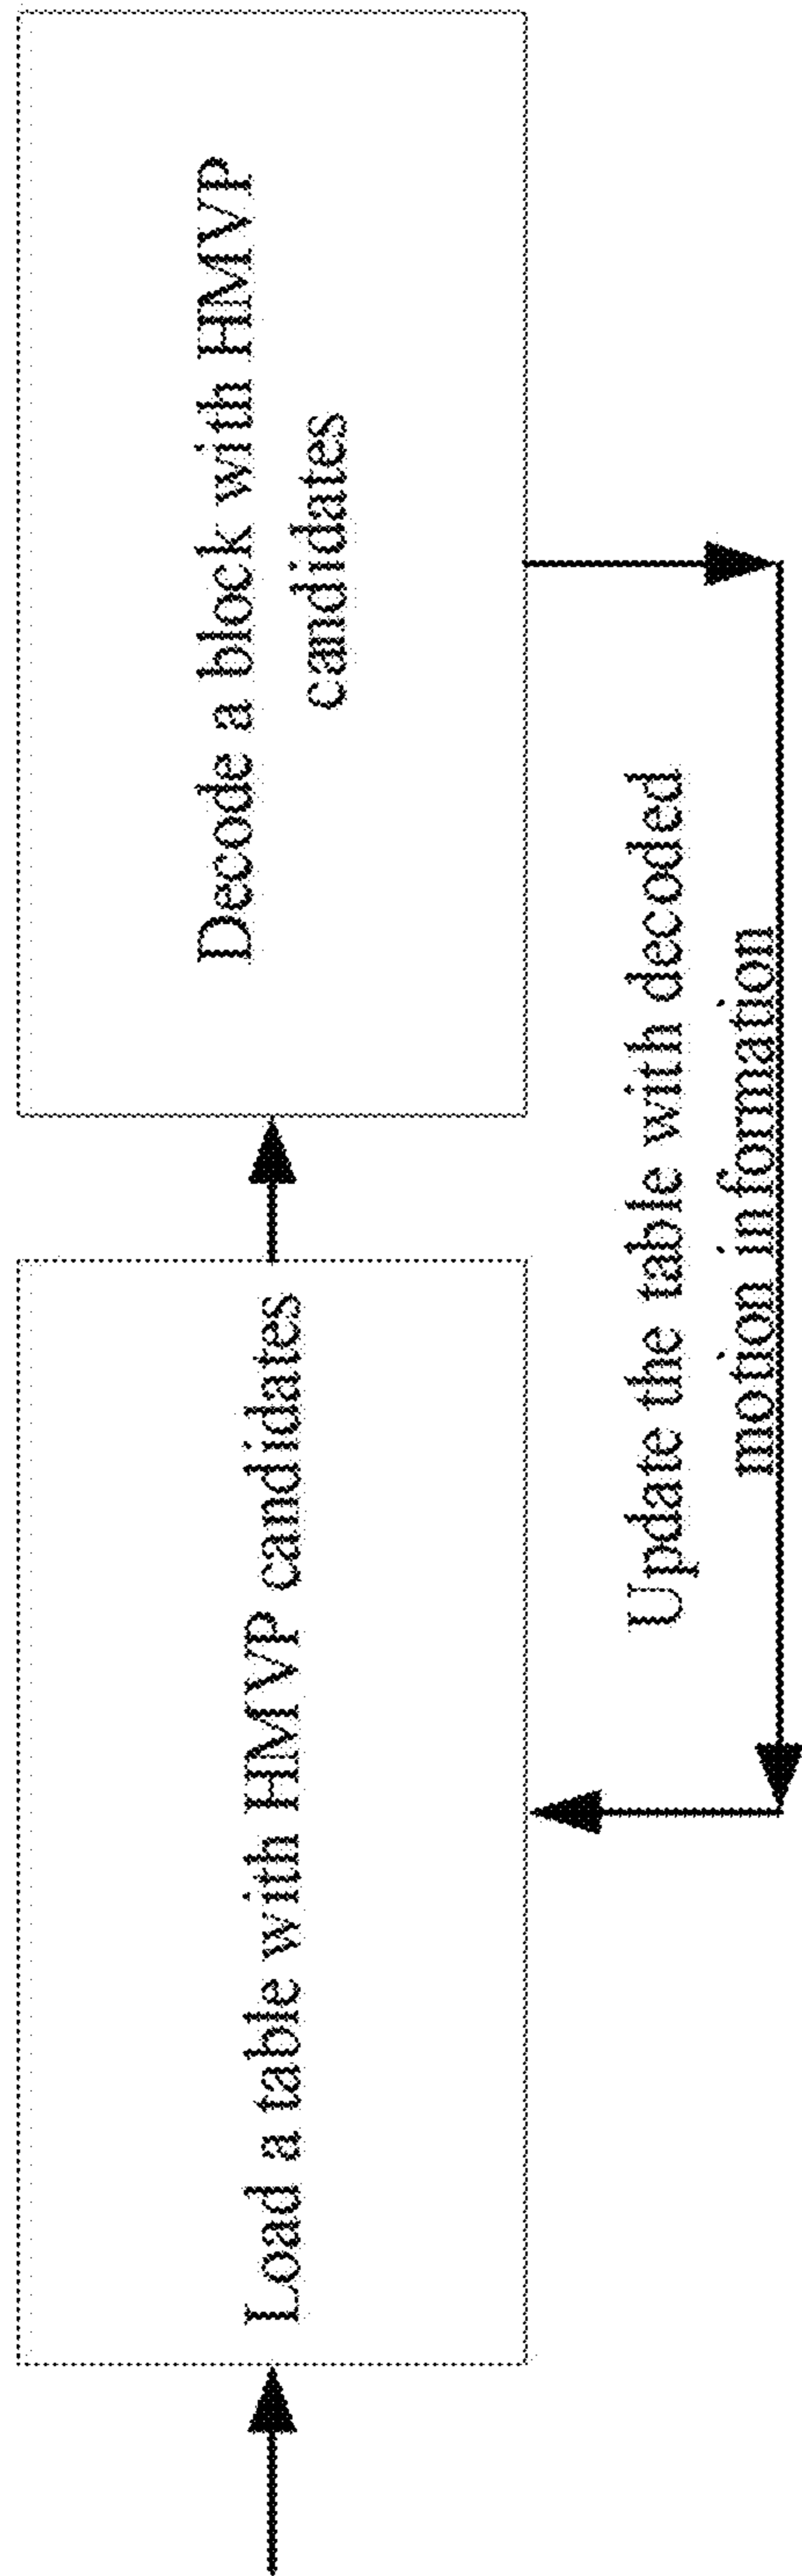 Load a table with HMVP candidates
Decode a block with HMVP
candidates
Update the table with decoded
motion information